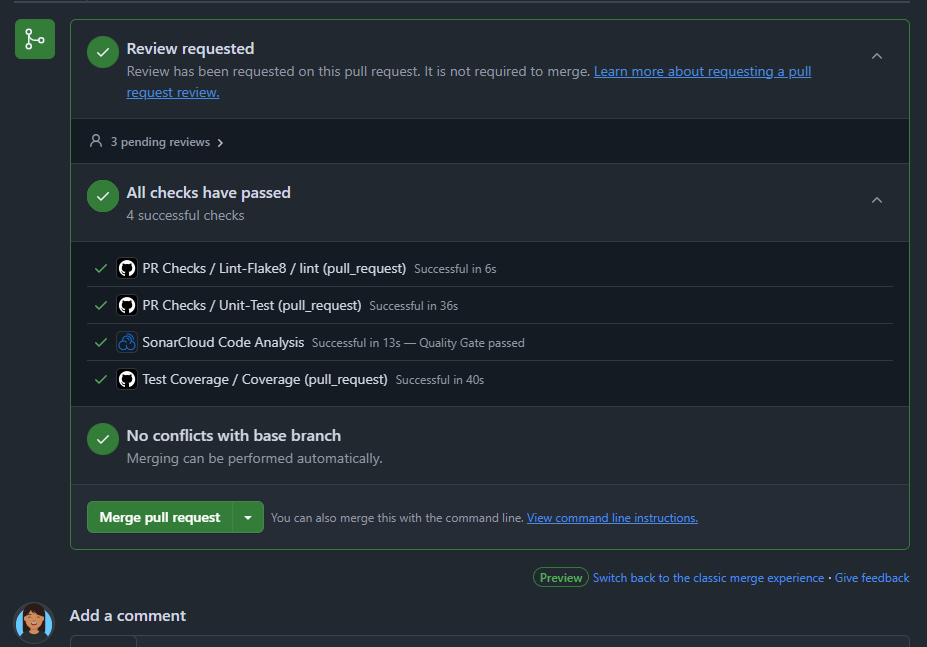 Review requested
Review has been requested on this pull request. It is not required to merge. Learn more about requesting a pull
request review.
3 pending reviews
All checks have passed
4 successful checks
PR Checks / Lint-Flake8 / lint (pull_request) Successful in 6s
PR Checks / Unit-Test (pull_request) Successful in 36s
SonarCloud Code Analysis Successful in 13s — Quality Gate passed
Test Coverage / Coverage (pull_request) Successful in 40s
No conflicts with base branch
Merging can be performed automatically.
Merge pull request You can also merge this with the command line. View command line instructions.
Preview Switch back to the classic merge experience · Give feedback
Add a comment